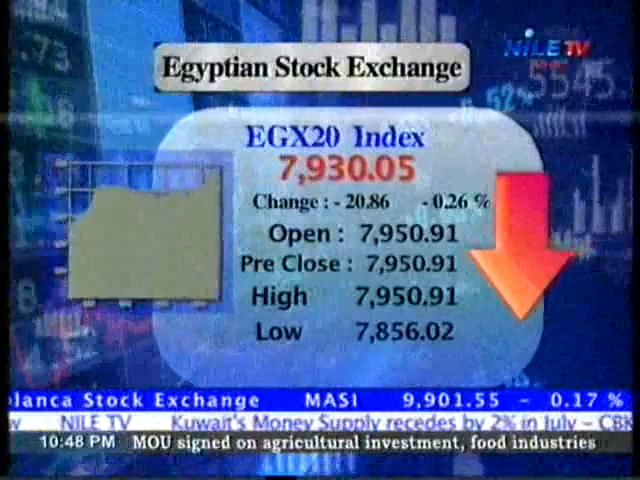 NiLE TV
Egyptian Stock Exchange
5545.
52%
EGX20 Index
7,930.05
Change : - 20.86 - 0.26 %
Open : 7,950.91
Pre Close : 7,950.91
High 7,950.91
Low 7,856.02
lanca Stock Exchange MASI 9,901.55 - 0.17 %
NILE TV Kuwait's Money Supply recedes by 2% in July - CBK
10:48 PM MOU signed on agricultural investment, food industries